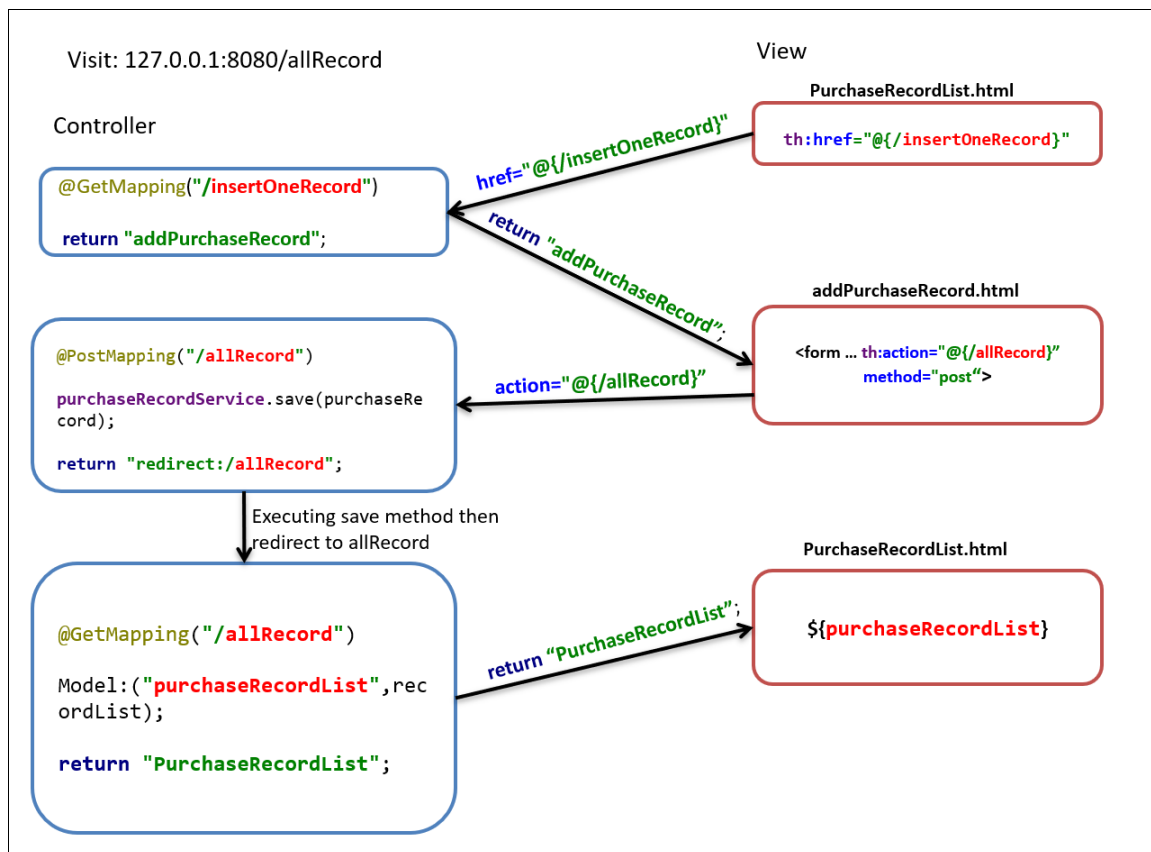 Visit: 127.0.0.1:8080/allRecord
View
Controller
PurchaseRecordList.html
th:href="@{/insertOneRecord}"
href="@{/insertOneRecord}"
@GetMapping("/insertOneRecord")
return "addPurchaseRecord";
return "addPurchaseRecord”;
addPurchaseRecord.html
<form … th:action="@{/allRecord}”
method="post“>
action="@{/allRecord}”
@PostMapping("/allRecord")
purchaseRecordService.save(purchaseRe
cord);
return "redirect:/allRecord";
Executing save method then
redirect to allRecord
PurchaseRecordList.html
${purchaseRecordList}
return “PurchaseRecordList”;
@GetMapping("/allRecord")
Model:("purchaseRecordList",rec
ordList);
return "PurchaseRecordList";